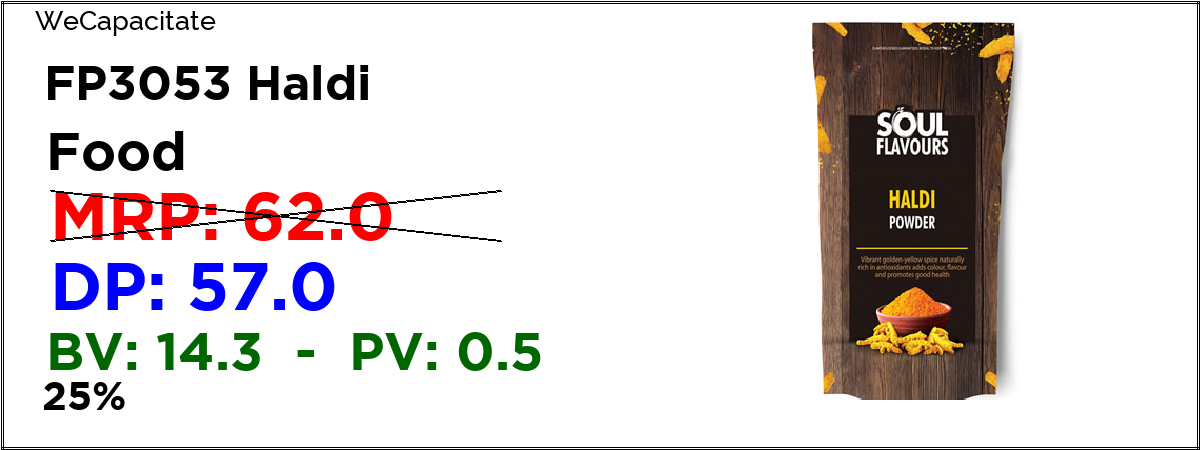 WeCapacitate
FP3053 Haldi
Food
MRP: 62.0
DP: 57.0
BV: 14.3 - PV: 0.5
25%
SOUL
FLAVOURS
HALDI
POWDER
Vibrant golden-yellow spice naturally
rich in antioxidants adds colour, flavour
and promotes good health